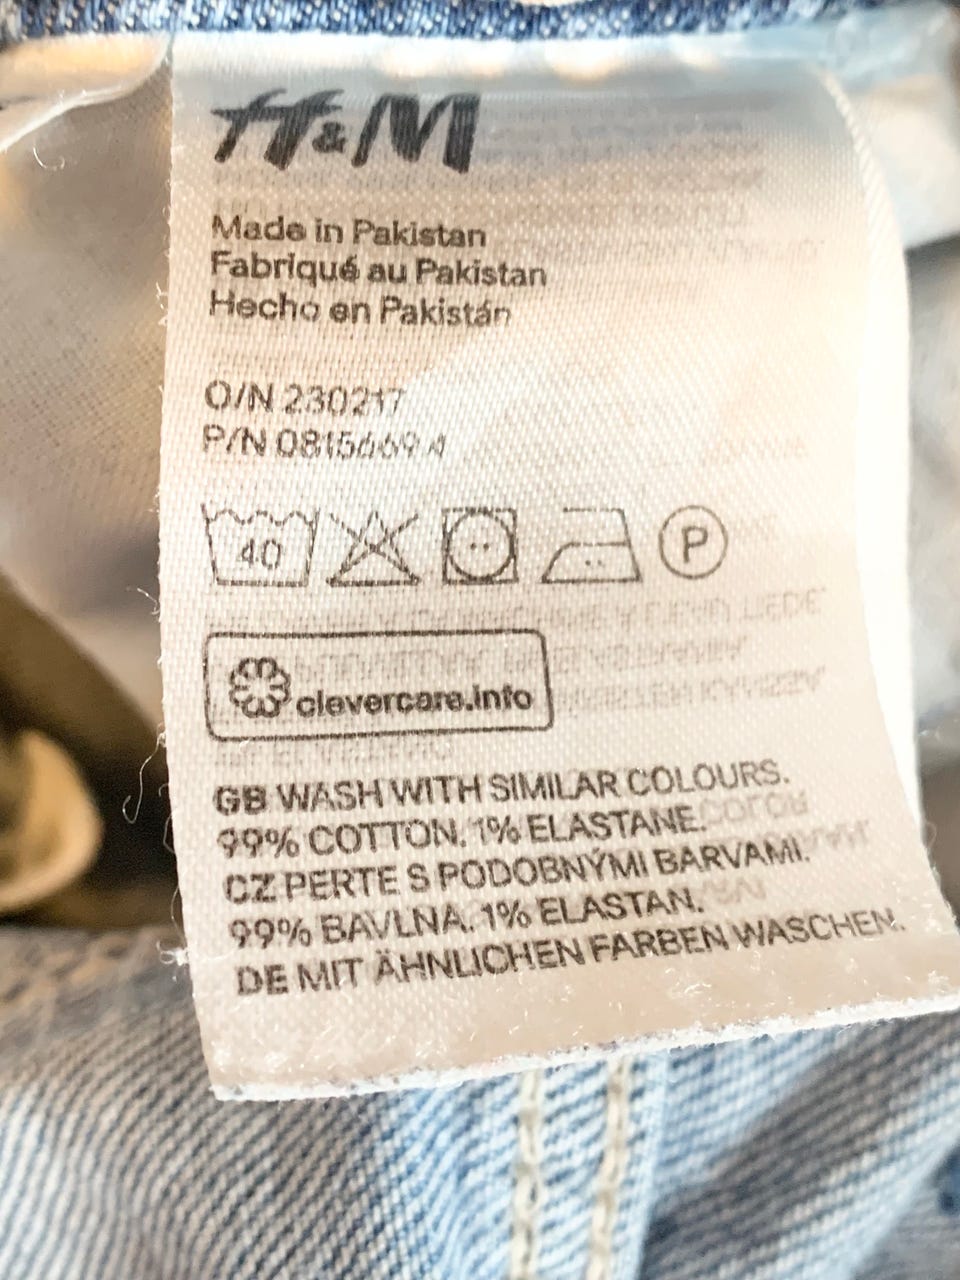 H&M
Made in Pakistan
Fabriqué au Pakistan
Hecho en Pakistán
O/N 230217
P/N 0815669.4
40
P
clevercare.info
GB WASH WITH SIMILAR COLOURS.
99% COTTON. 1% ELASTANE.
CZ PERTE S PODOBNÝMI BARVAMI.
99% BAVLNA. 1% ELASTAN.
DE MIT ÄHNLICHEN FARBEN WASCHEN.